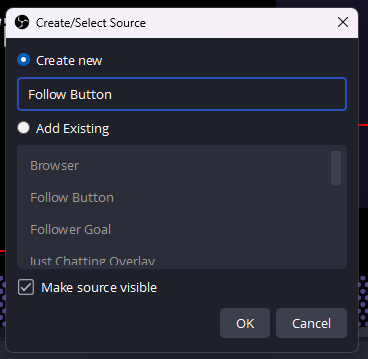 Create/Select Source
Create new
Follow Button
Add Existing
Browser
Follow Button
Follower Goal
Just Chatting Overlay
Make source visible
OK
Cancel